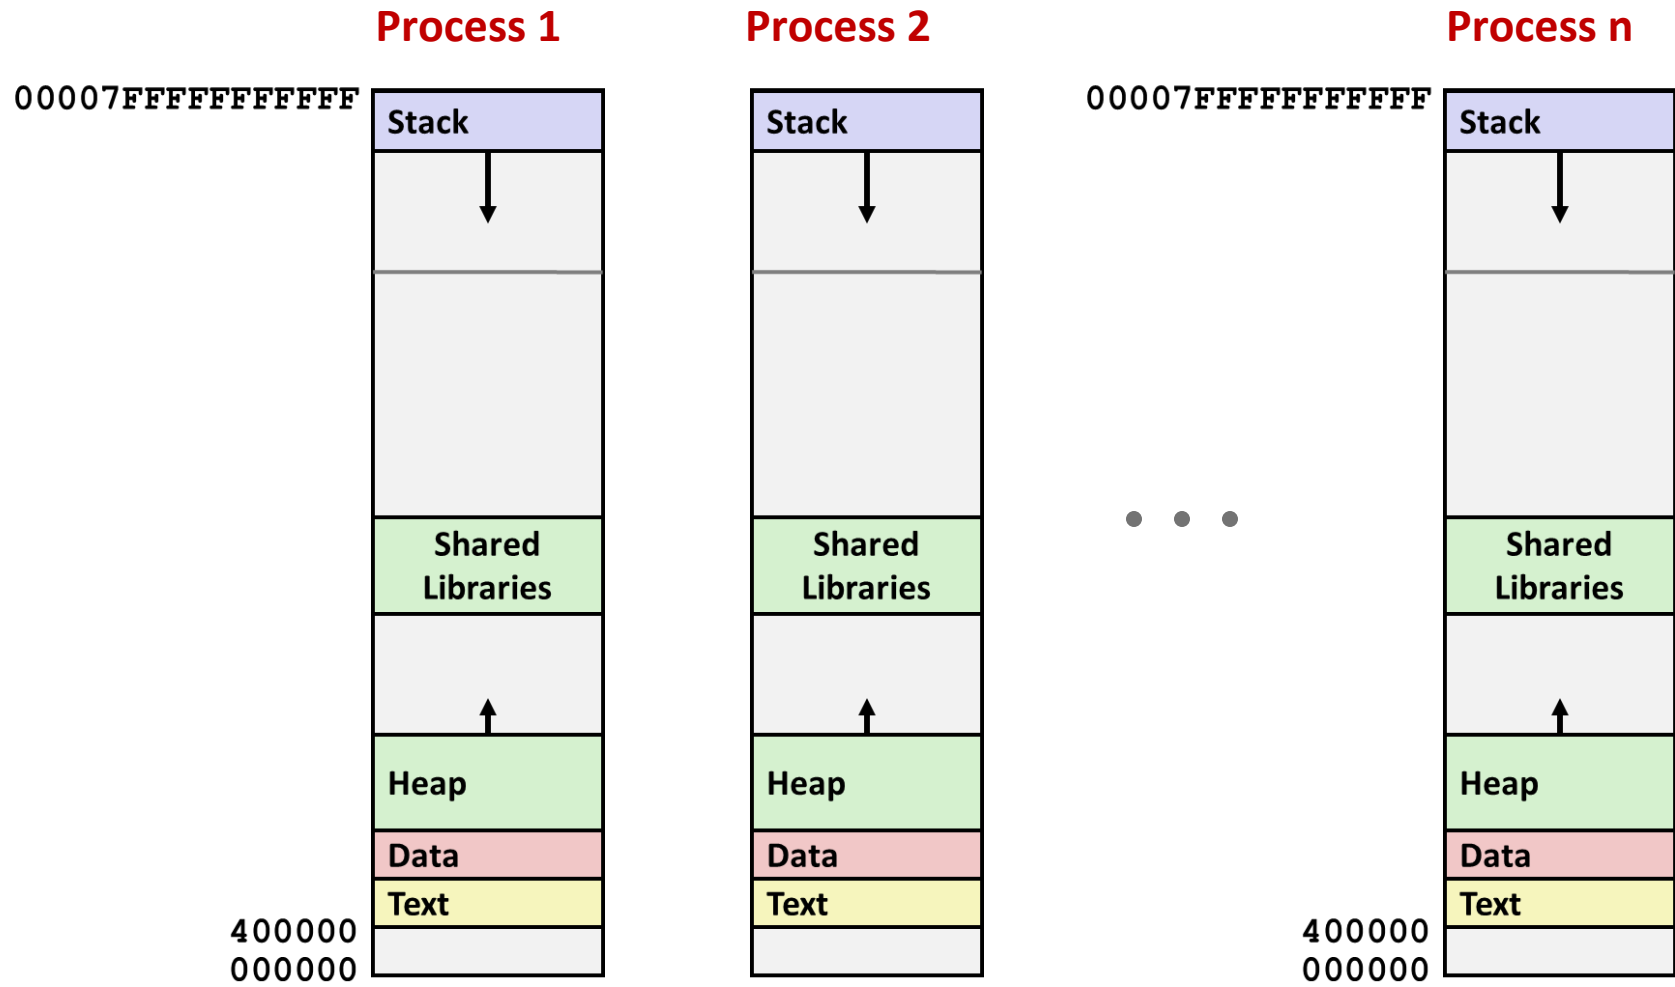 Process 1
Process 2
Process n
00007FFFFFFFFFFF
Stack
Stack
00007FFFFFFFFFFF
Stack
Shared
Libraries
Shared
Libraries
Shared
Libraries
Heap
Heap
Heap
Data
Data
Data
Text
Text
Text
400000
400000
000000
000000